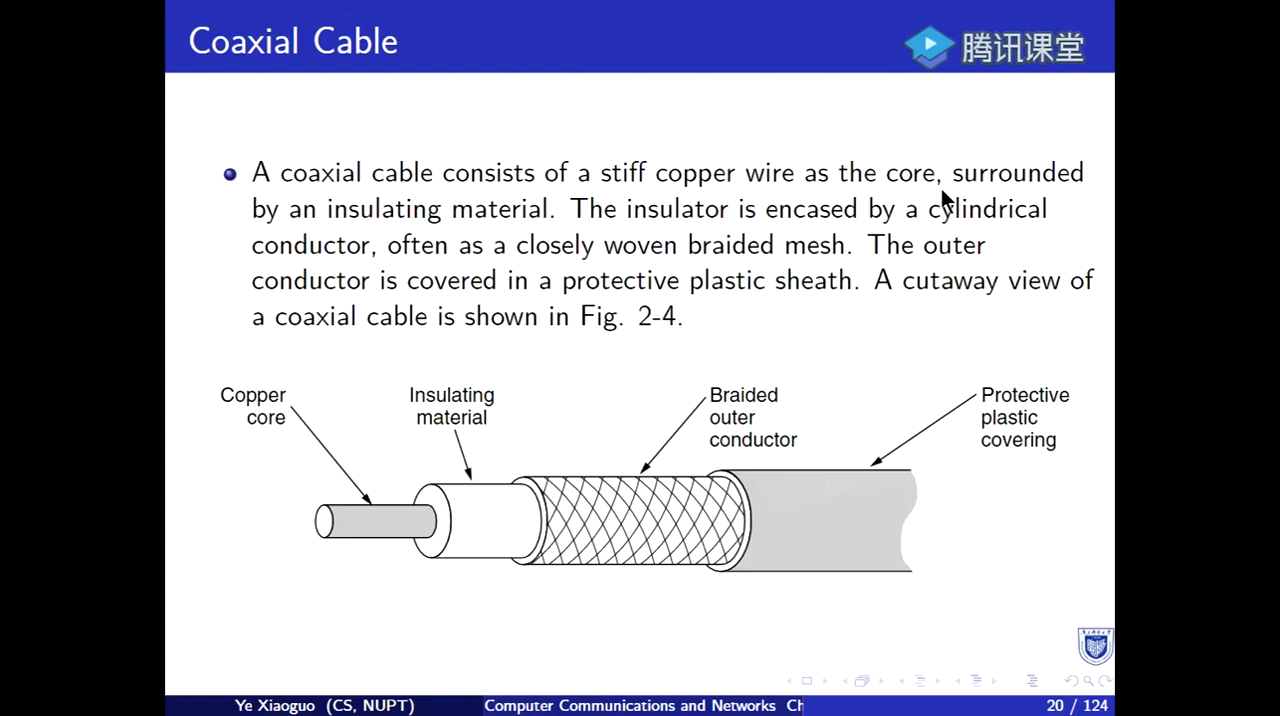 Coaxial Cable
腾讯课堂
A coaxial cable consists of a stiff copper wire as the core, surrounded
by an insulating material. The insulator is encased by a cylindrical
conductor, often as a closely woven braided mesh. The outer
conductor is covered in a protective plastic sheath. A cutaway view of
a coaxial cable is shown in Fig. 2-4.
Copper
core
Insulating
material
Braided
outer
conductor
Protective
plastic
covering
Ye Xiaoguo (CS, NUPT)
Computer Communications and Networks Ch
20 / 124